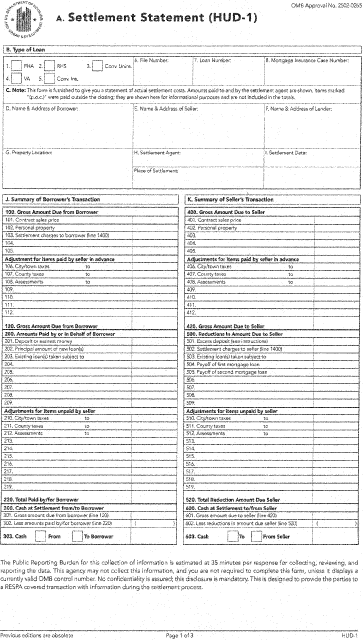 OMB Approval No. 2502-0265
A. Settlement Statement (HUD-1)
B. Type of Loan
1. FHA 2. RHS 3. Conv. Unins.
4. VA 5. Conv. Ins.
6. File Number: 7. Loan Number: 8. Mortgage Insurance Case Number:
C. Note: This form is furnished to give you a statement of actual settlement costs. Amounts paid to and by the settlement agent are shown. Items marked
"(p.o.c.)" were paid outside the closing; they are shown here for informational purposes and are not included in the totals.
D. Name & Address of Borrower: E. Name & Address of Seller: F. Name & Address of Lender:
G. Property Location: H. Settlement Agent: I. Settlement Date:
Place of Settlement:
J. Summary of Borrower's Transaction
100. Gross Amount Due from Borrower
101. Contract sales price
102. Personal property
103. Settlement charges to borrower (line 1400)
104.
105.
Adjustment for items paid by seller in advance
106. City/town taxes to
107. County taxes to
108. Assessments to
109.
110.
111.
112.
120. Gross Amount Due from Borrower
200. Amounts Paid by or in Behalf of Borrower
201. Deposit or earnest money
202. Principal amount of new loan(s)
203. Existing loan(s) taken subject to
204.
205.
206.
207.
208.
209.
Adjustments for items unpaid by seller
210. City/town taxes to
211. County taxes to
212. Assessments to
213.
214.
215.
216.
217.
218.
219.
220. Total Paid by/for Borrower
300. Cash at Settlement from/to Borrower
301. Gross amount due from borrower (line 120)
302. Less amounts paid by/for borrower (line 220) (
303. Cash From To Borrower
K. Summary of Seller's Transaction
400. Gross Amount Due to Seller
401. Contract sales price
402. Personal property
403.
404.
405.
Adjustments for items paid by seller in advance
406. City/town taxes to
407. County taxes to
408. Assessments to
409.
410.
411.
412.
420. Gross Amount Due to Seller
500. Reductions In Amount Due to Seller
501. Excess deposit (see instructions)
502. Settlement charges to seller (line 1400)
503. Existing loan(s) taken subject to
504. Payoff of first mortgage loan
505. Payoff of second mortgage loan
506.
507.
508.
509.
Adjustments for items unpaid by seller
510. City/town taxes to
511. County taxes to
512. Assessments to
513.
514.
515.
516.
517.
518.
519.
520. Total Reduction Amount Due Seller
600. Cash at Settlement to/from Seller
601. Gross amount due to seller (line 420)
602. Less reductions in amount due seller (line 520) (
603. Cash To From Seller
The Public Reporting Burden for this collection of information is estimated at 35 minutes per response for collecting, reviewing, and
reporting the data. This agency may not collect this information, and you are not required to complete this form, unless it displays a
currently valid OMB control number. No confidentiality is assured; this disclosure is mandatory. This is designed to provide the parties to
a RESPA covered transaction with information during the settlement process.
Previous editions are obsolete Page 1 of 3 HUD-1